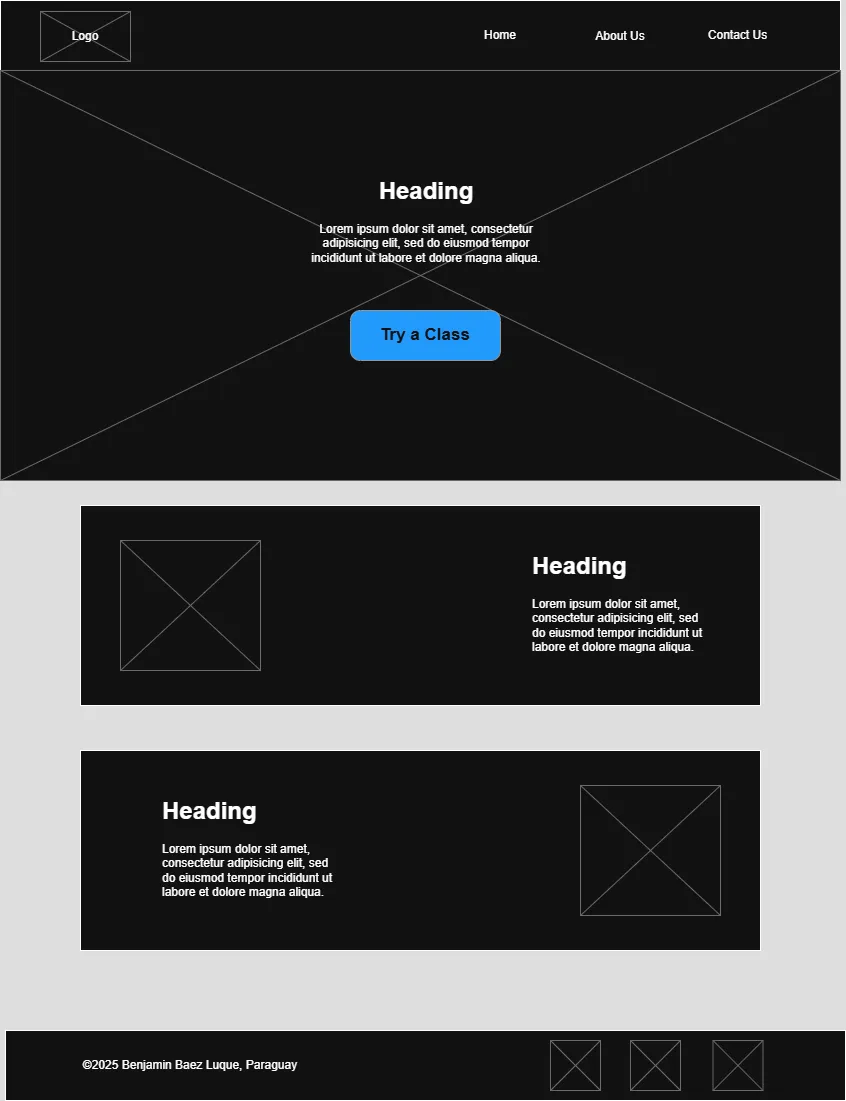 Logo
Home
About Us
Contact Us
Heading
Lorem ipsum dolor sit amet, consectetur
adipisicing elit, sed do eiusmod tempor
incididunt ut labore et dolore magna aliqua.
Try a Class
Heading
Lorem ipsum dolor sit amet,
consectetur adipisicing elit, sed
do eiusmod tempor incididunt ut
labore et dolore magna aliqua.
Heading
Lorem ipsum dolor sit amet,
consectetur adipisicing elit, sed
do eiusmod tempor incididunt ut
labore et dolore magna aliqua.
©2025 Benjamin Baez Luque, Paraguay